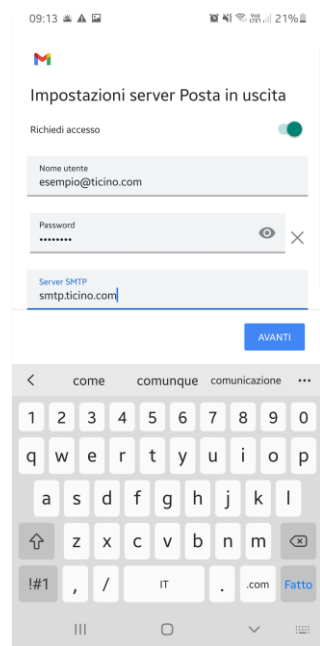 09:13 21%
Impostazioni server Posta in uscita
Richiedi accesso
Nome utente
esempio@ticino.com
Password
••••••••
Server SMTP
smtp.ticino.com
AVANTI
come comunque comunicazione
1 2 3 4 5 6 7 8 9 0
q w e r t y u i o p
a s d f g h j k l
z x c v b n m
!#1 , / IT . .com Fatto